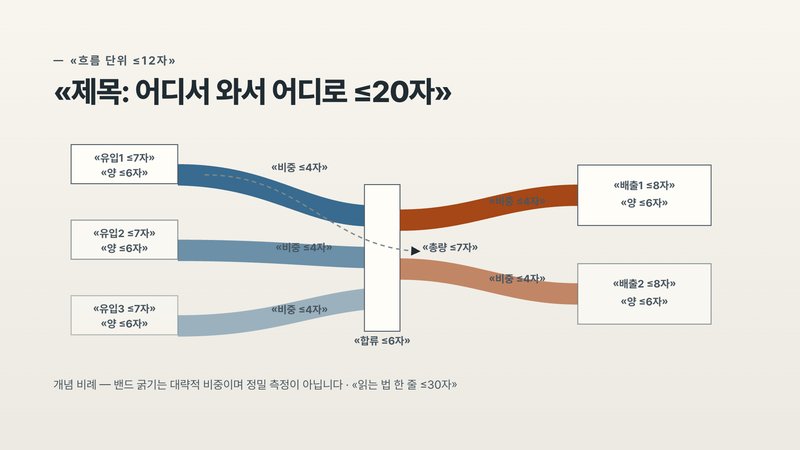 — «흐름 단위 ≤12자»
«제목: 어디서 와서 어디로 ≤20자»
«유입1 ≤7자»
«양 ≤6자»
«비중 ≤4자»
«유입2 ≤7자»
«양 ≤6자»
«비중 ≤4자»
«유입3 ≤7자»
«양 ≤6자»
«비중 ≤4자»
«합류 ≤6자»
«총량 ≤7자»
«비중 ≤4자»
«배출1 ≤8자»
«양 ≤6자»
«비중 ≤4자»
«배출2 ≤8자»
«양 ≤6자»
개념 비례 — 밴드 굵기는 대략적 비중이며 정밀 측정이 아닙니다 · «읽는 법 한 줄 ≤30자»